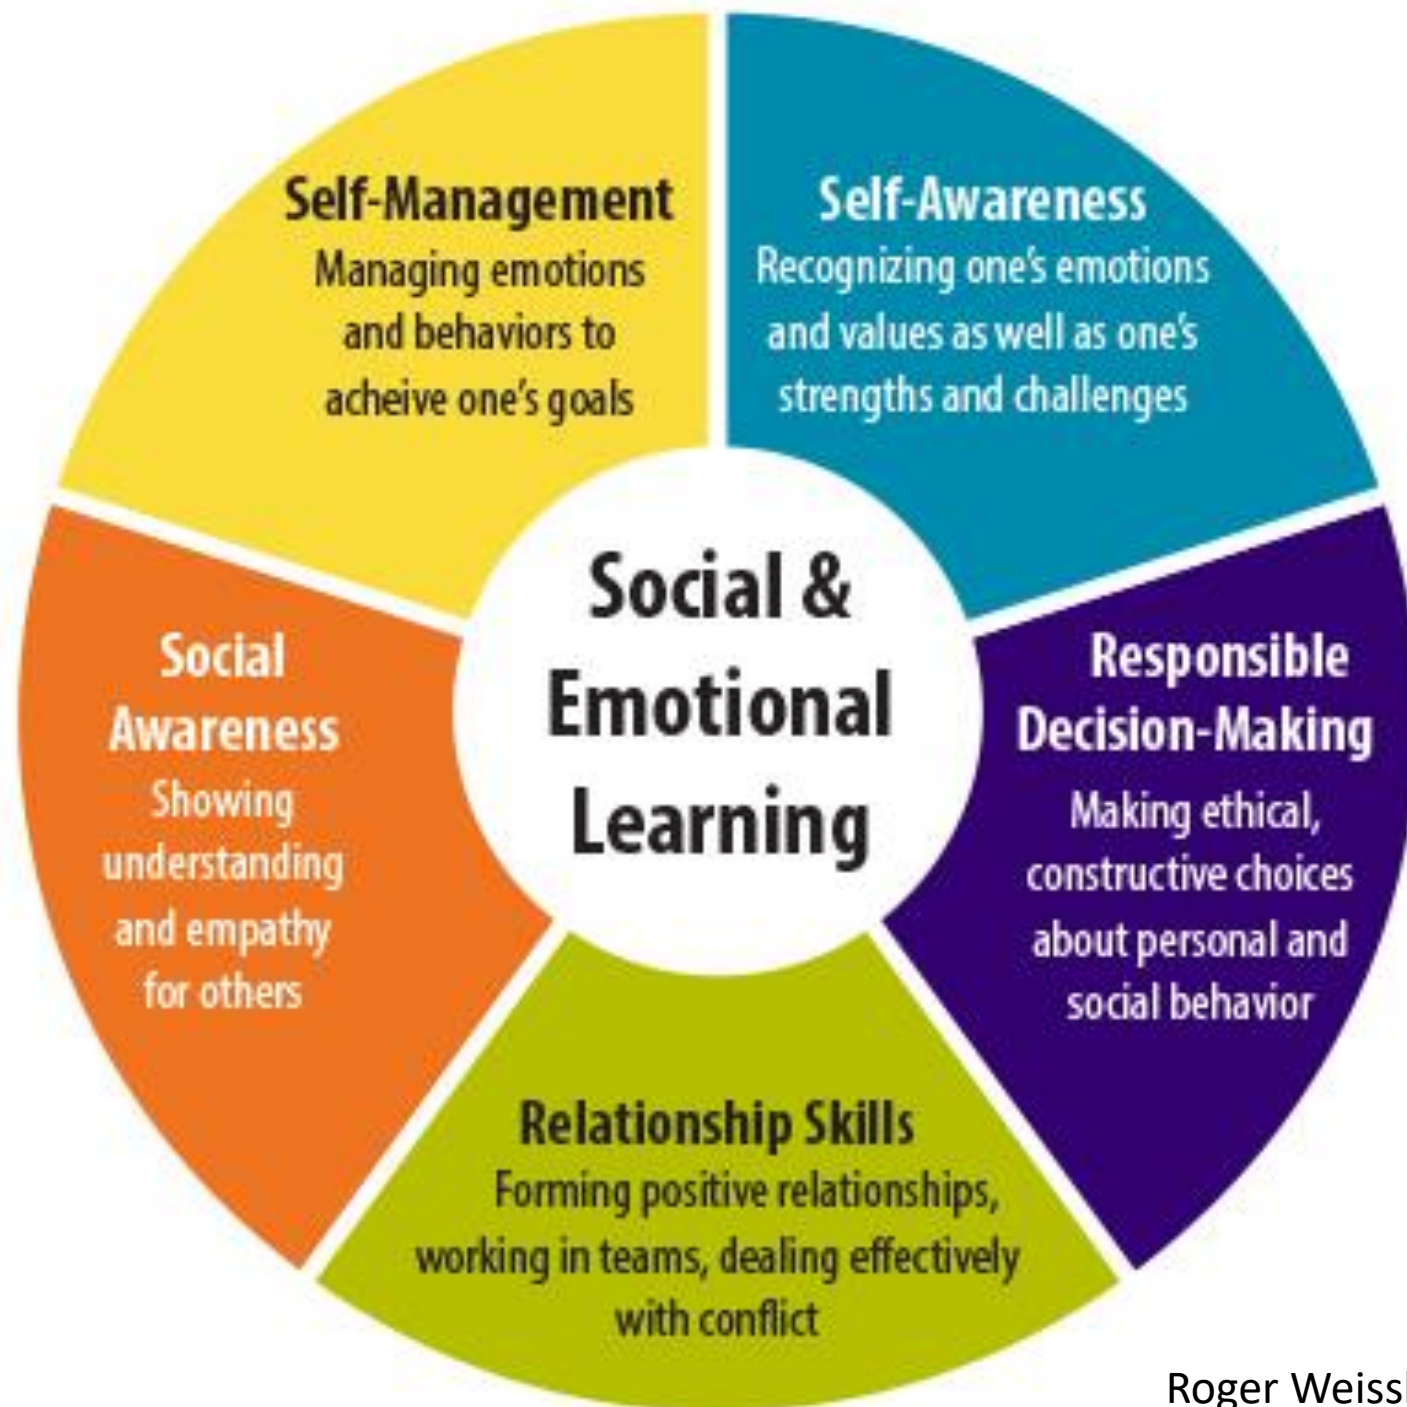 Self-Management
Managing emotions
and behaviors to
acheive one's goals
Self-Awareness
Recognizing one's emotions
and values as well as one's
strengths and challenges
Social &
Emotional
Learning
Social
Awareness
Showing
understanding
and empathy
for others
Responsible
Decision-Making
Making ethical,
constructive choices
about personal and
social behavior
Relationship Skills
Forming positive relationships,
working in teams, dealing effectively
with conflict
Roger